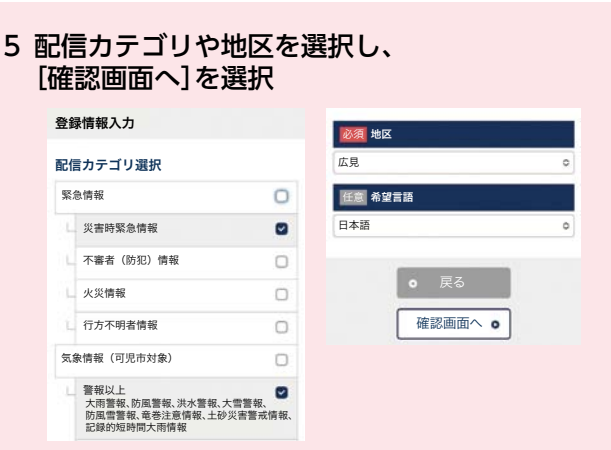 5 配信カテゴリや地区を選択し、
［確認画面へ］を選択
登録情報入力
配信カテゴリ選択
緊急情報
災害時緊急情報
不審者（防犯）情報
火災情報
行方不明者情報
気象情報（可児市対象）
警報以上
大雨警報、防風警報、洪水警報、大雪警報、
防風雪警報、竜巻注意情報、土砂災害警戒情報、
記録的短時間大雨情報
必須 地区
広見
任意 希望言語
日本語
戻る
確認画面へ